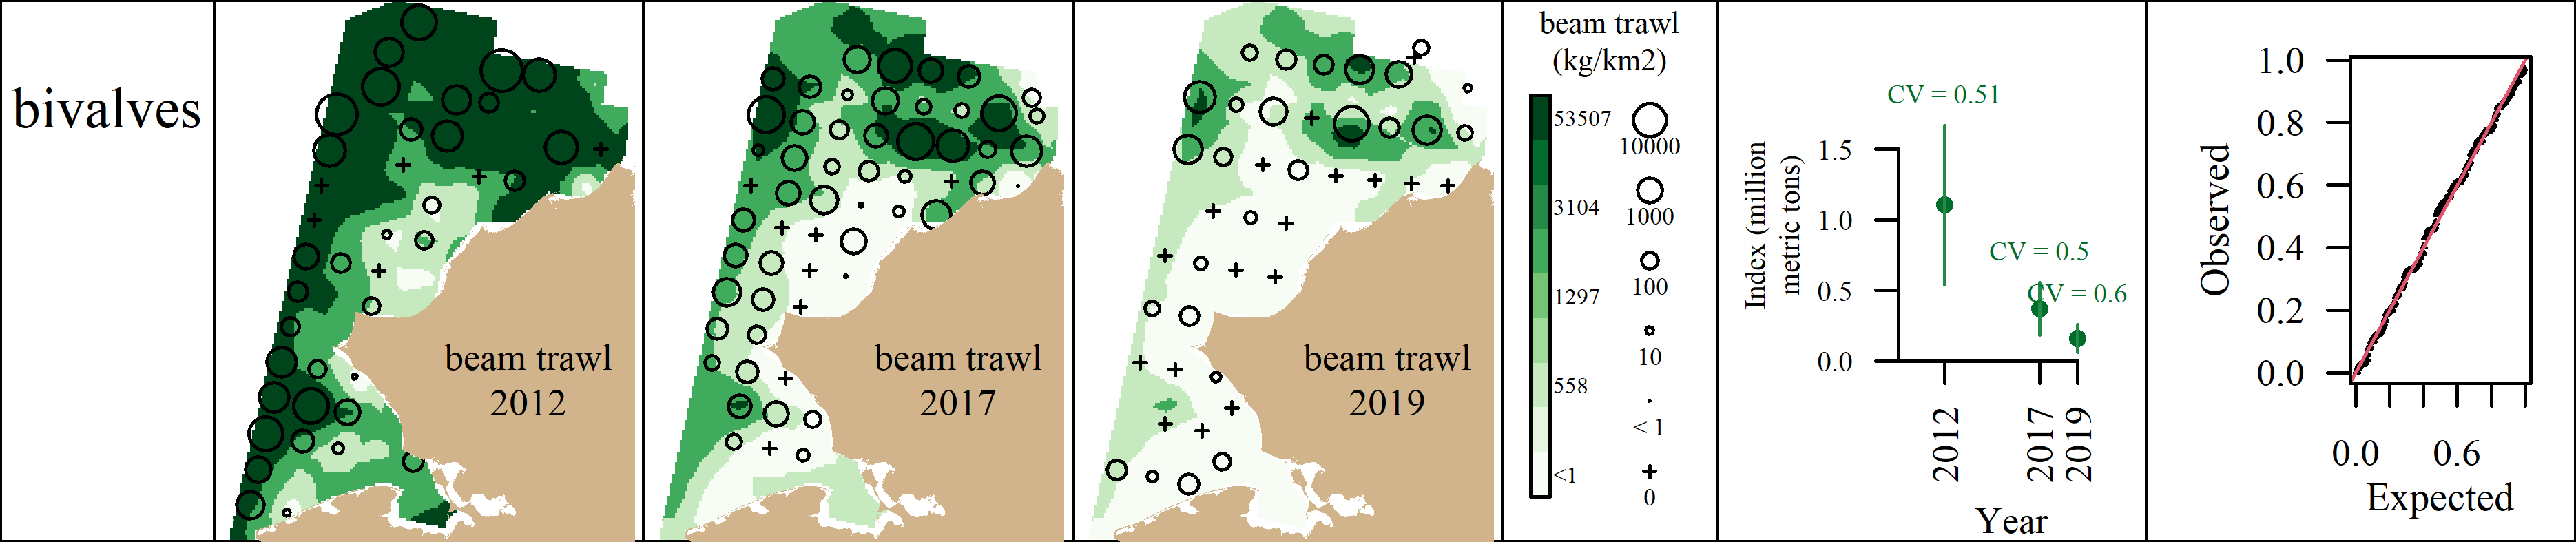 bivalves
beam trawl
2012
beam trawl
2017
beam trawl
2019
beam trawl
(kg/km2)
53507
3104
1297
558
<1
10000
1000
100
10
< 1
0
Index (million
metric tons)
1.5
1.0
0.5
0.0
CV = 0.51
CV = 0.5
CV = 0.6
2012
2017
2019
Year
Observed
1.0
0.8
0.6
0.4
0.2
0.0
0.0 0.6
Expected